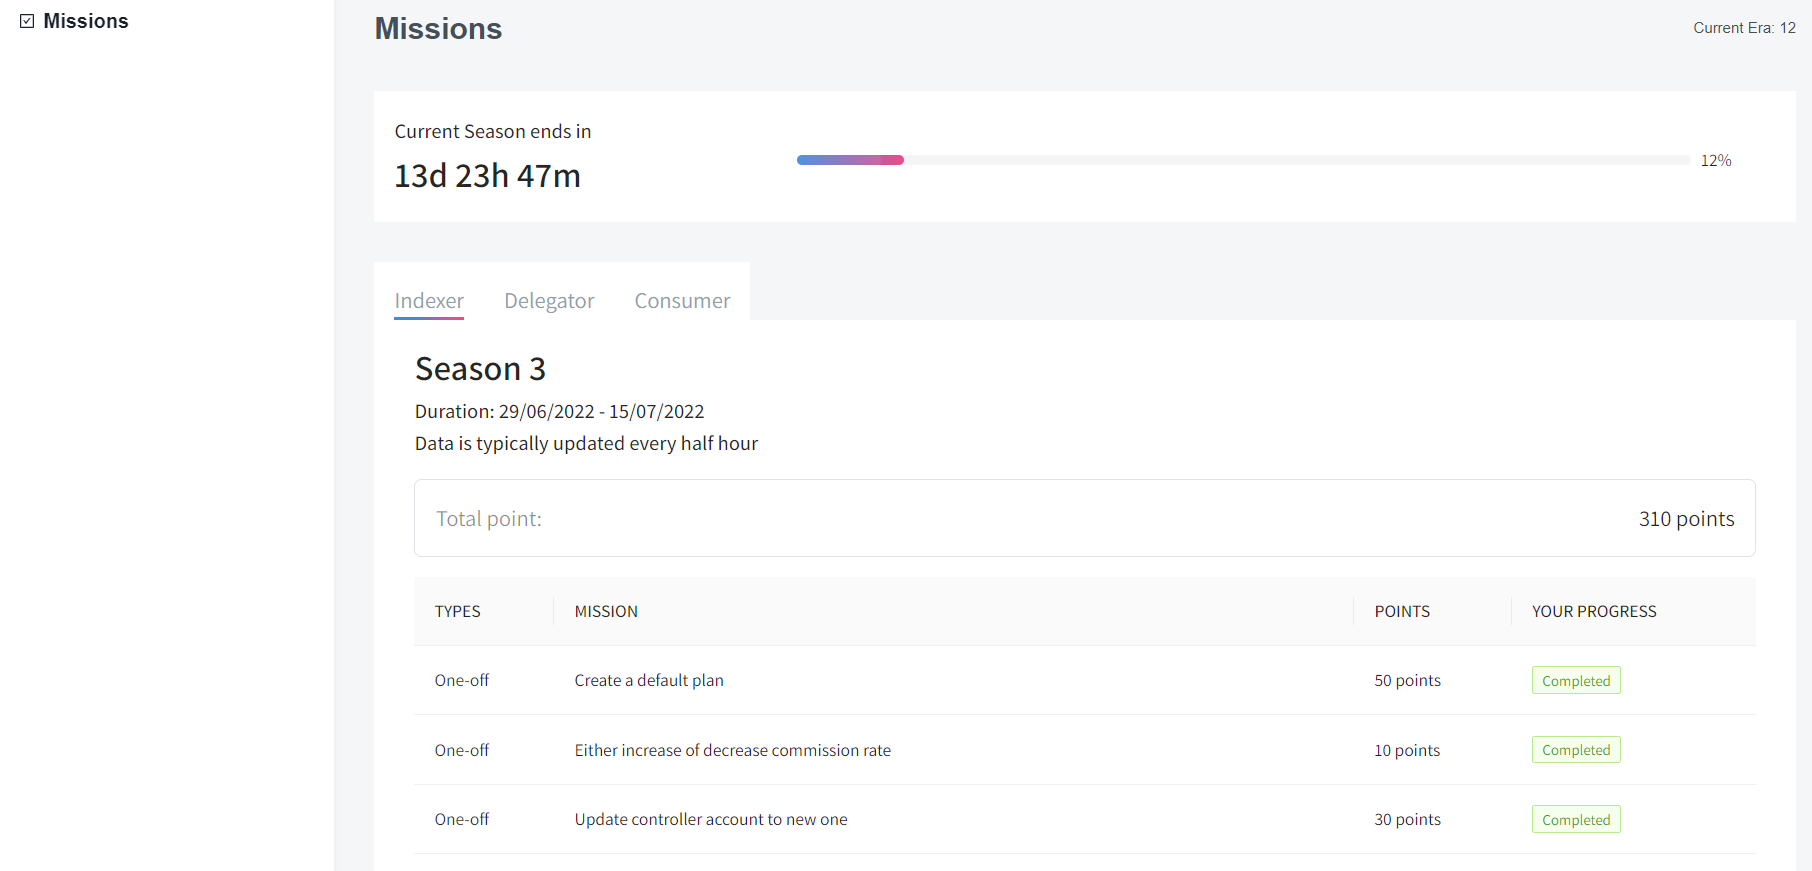 Missions
Missions
Current Era: 12
Current Season ends in
13d 23h 47m
12%
Indexer Delegator Consumer
Season 3
Duration: 29/06/2022 - 15/07/2022
Data is typically updated every half hour
Total point: 310 points
TYPES MISSION POINTS YOUR PROGRESS
One-off Create a default plan 50 points Completed
One-off Either increase of decrease commission rate 10 points Completed
One-off Update controller account to new one 30 points Completed